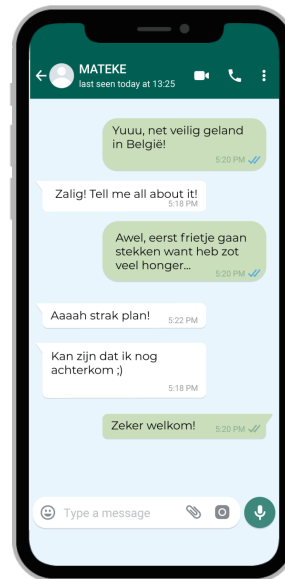 MATEKE
last seen today at 13:25
Yuuu, net veilig geland
in België!
5:20 PM
Zalig! Tell me all about it!
5:18 PM
Awel, eerst frietje gaan
stekken want heb zot
veel honger...
5:20 PM
Aaaah strak plan!
5:22 PM
Kan zijn dat ik nog
achterkom ;)
5:18 PM
Zeker welkom!
5:20 PM
Type a message